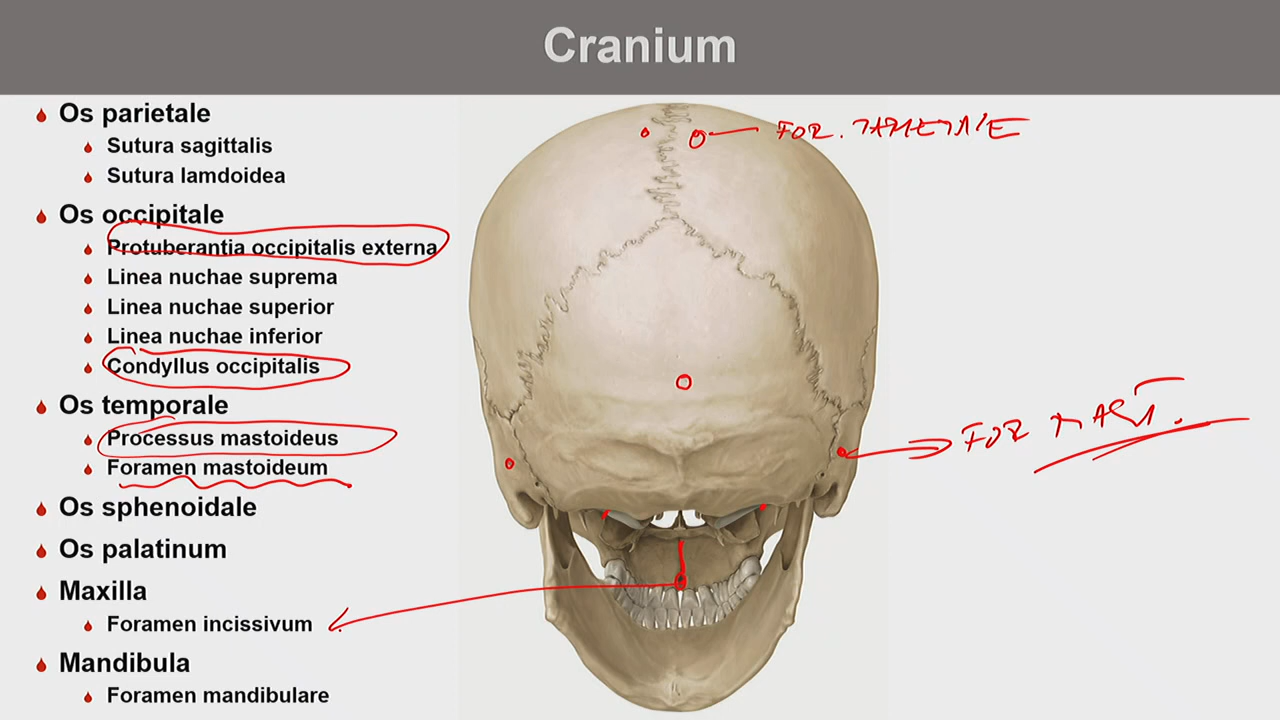 Cranium
Os parietale
Sutura sagittalis
Sutura lamdoidea
Os occipitale
Protuberantia occipitalis externa
Linea nuchae suprema
Linea nuchae superior
Linea nuchae inferior
Condyllus occipitalis
Os temporale
Processus mastoideus
Foramen mastoideum
Os sphenoidale
Os palatinum
Maxilla
Foramen incissivum
Mandibula
Foramen mandibulare
FOR. PARIETALE
FOR MAST.